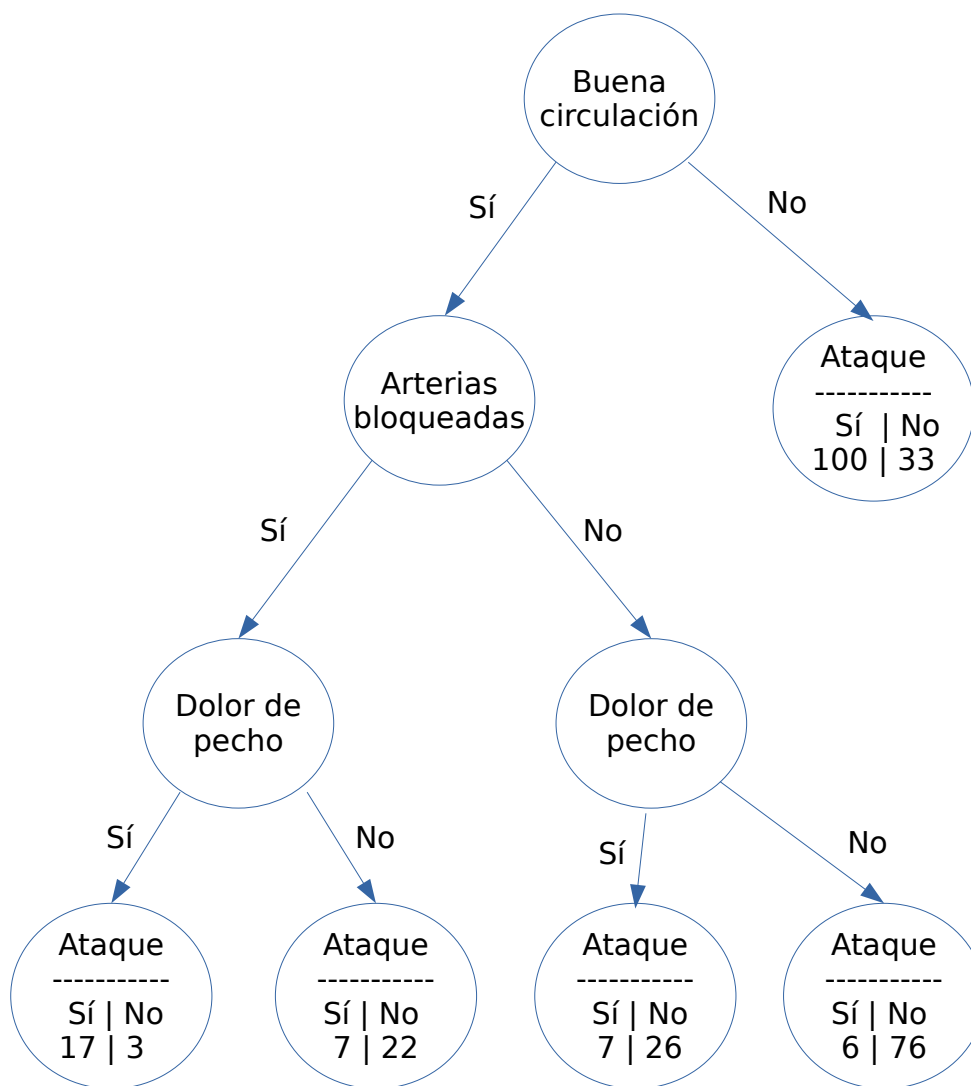 Buena
circulación
Sí
No
Arterias
bloqueadas
Ataque
-----------
Sí | No
100 | 33
Sí
No
Dolor de
pecho
Dolor de
pecho
Sí
No
Sí
No
Ataque
-----------
Sí | No
17 | 3
Ataque
-----------
Sí | No
7 | 22
Ataque
-----------
Sí | No
7 | 26
Ataque
-----------
Sí | No
6 | 76